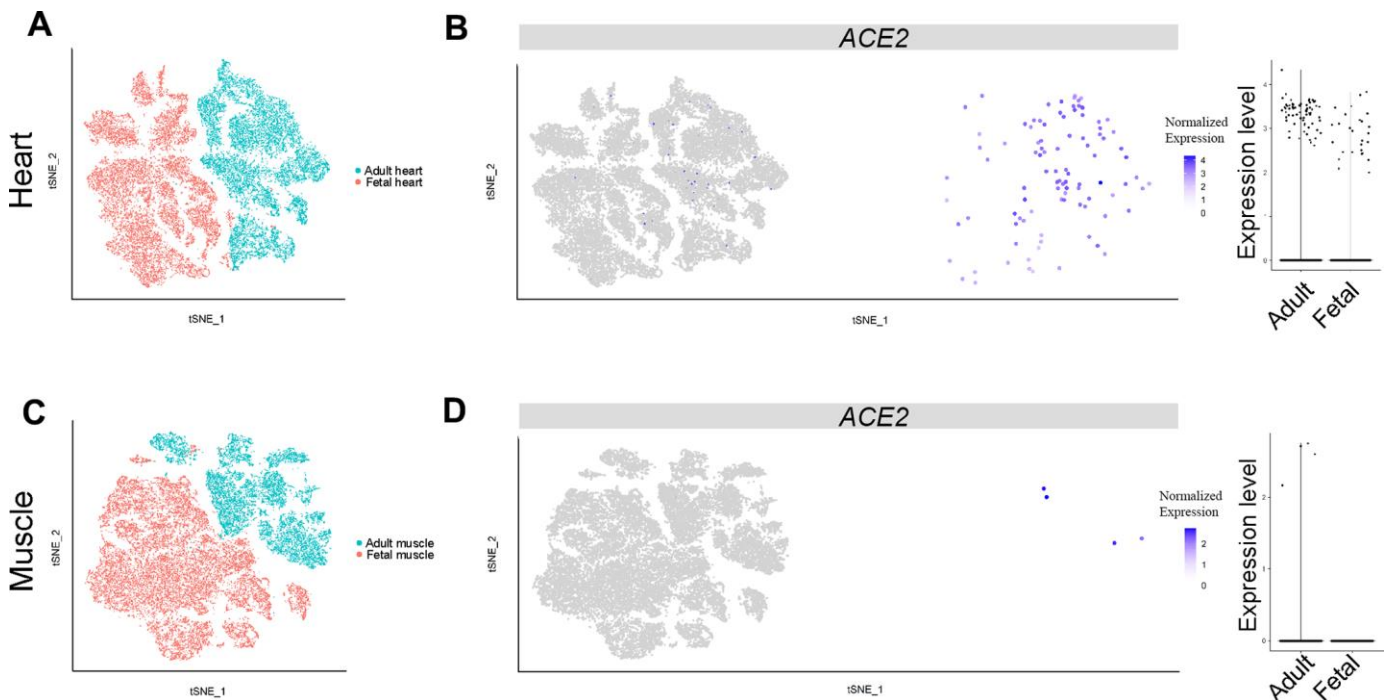 A
B
ACE2
Heart
tSNE_2
Adult heart
Fetal heart
tSNE_1
tSNE_2
tSNE_1
Normalized
Expression
4
3
2
1
0
Expression level
4
3
2
1
0
Adult
Fetal
C
D
ACE2
Muscle
tSNE_2
Adult muscle
Fetal muscle
tSNE_1
tSNE_2
tSNE_1
Normalized
Expression
2
1
0
Expression level
2
1
0
Adult
Fetal